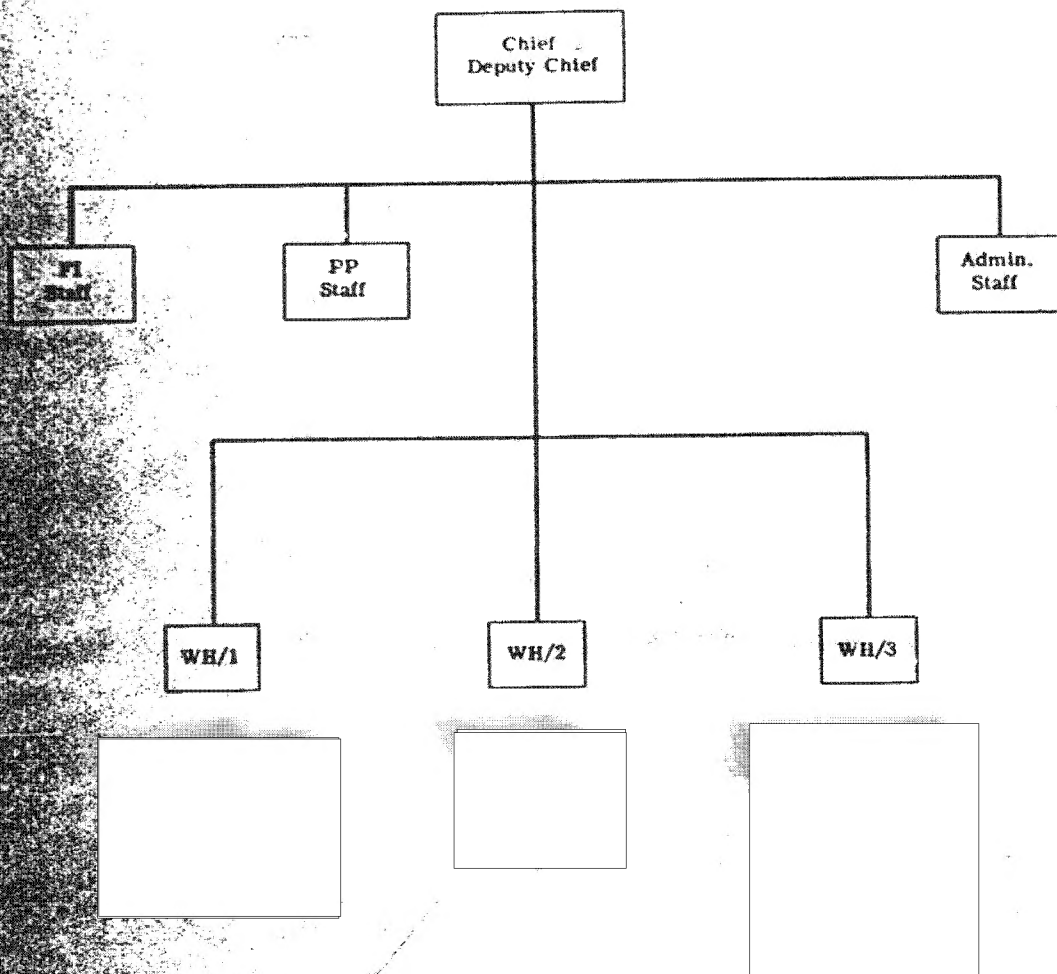 Chief
Deputy Chief
FI
Staff
PP
Staff
Admin.
Staff
WH/1
WH/2
WH/3